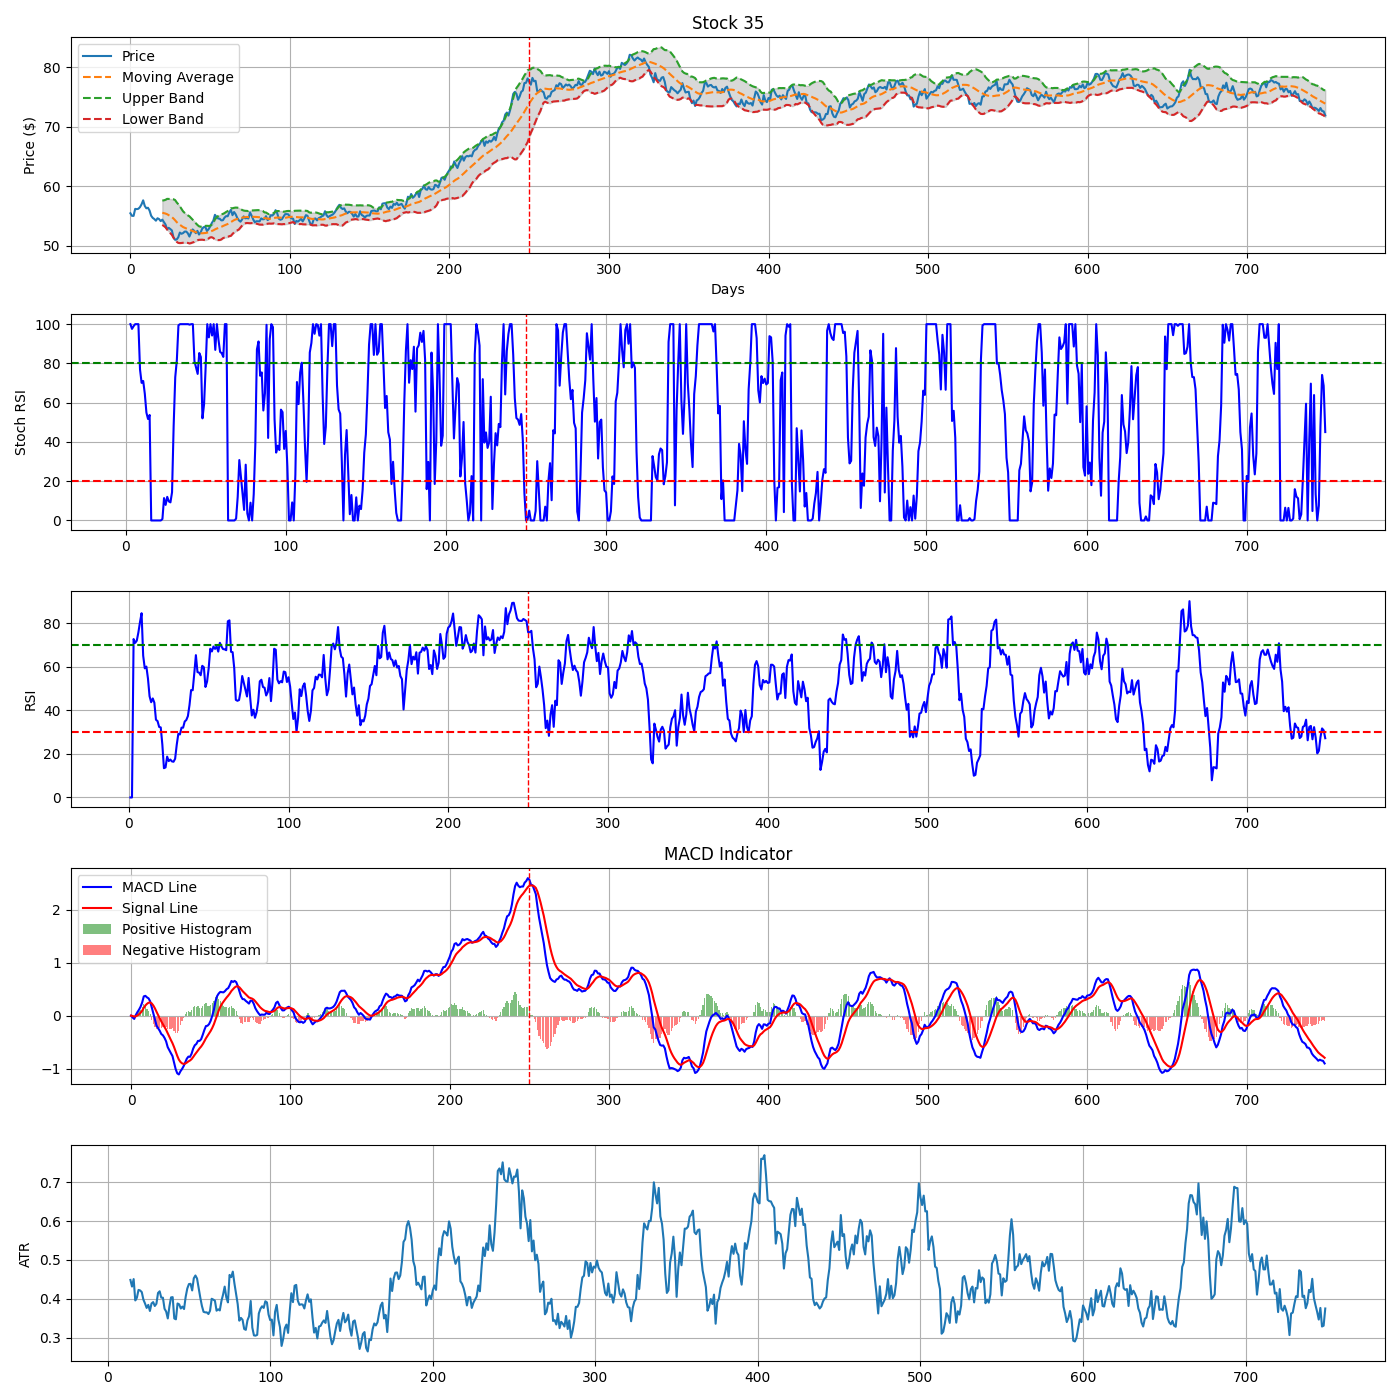 Stock 35
Price ($)
80
70
60
50
Price
Moving Average
Upper Band
Lower Band
0 100 200 300 400 500 600 700
Days
Stoch RSI
100
80
60
40
20
0
0 100 200 300 400 500 600 700
RSI
80
60
40
20
0
0 100 200 300 400 500 600 700
MACD Indicator
2
1
0
−1
MACD Line
Signal Line
Positive Histogram
Negative Histogram
0 100 200 300 400 500 600 700
ATR
0.7
0.6
0.5
0.4
0.3
0 100 200 300 400 500 600 700